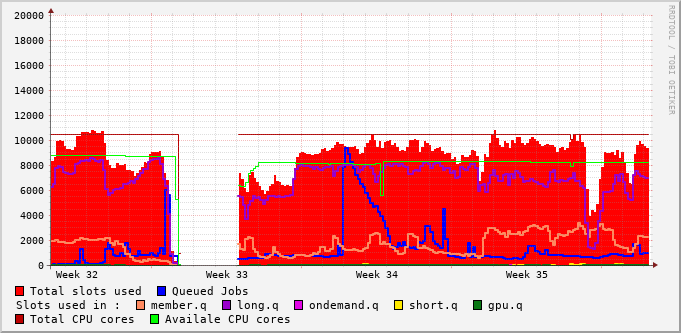 20000
18000
16000
14000
12000
10000
8000
6000
4000
2000
0
Week 32 Week 33 Week 34 Week 35
RRDTOOL / TOBI OETIKER
Total slots used Queued Jobs
Slots used in : member.q long.q ondemand.q short.q gpu.q
Total CPU cores Availale CPU cores